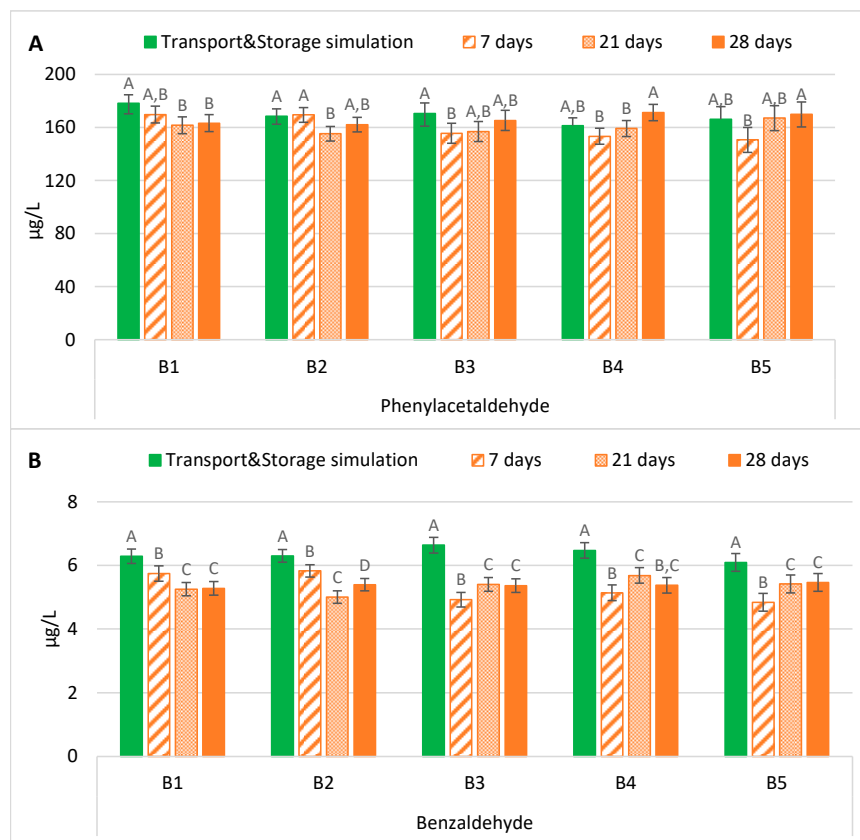 A
Transport&Storage simulation 7 days 21 days 28 days
200
160
120
80
40
0
µg/L
A A,B B B
A A B A,B
A B A,B A,B
A,B B B A
A,B B A,B A
B1 B2 B3 B4 B5
Phenylacetaldehyde
B
Transport&Storage simulation 7 days 21 days 28 days
8
6
4
2
0
µg/L
A B C C
A B C D
A B C C
A B C B,C
A B C C
B1 B2 B3 B4 B5
Benzaldehyde